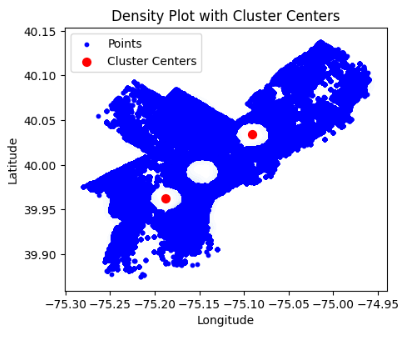 Density Plot with Cluster Centers
Points
Cluster Centers
40.15
40.10
40.05
40.00
39.95
39.90
Latitude
−75.30 −75.25 −75.20 −75.15 −75.10 −75.05 −75.00 −74.95
Longitude